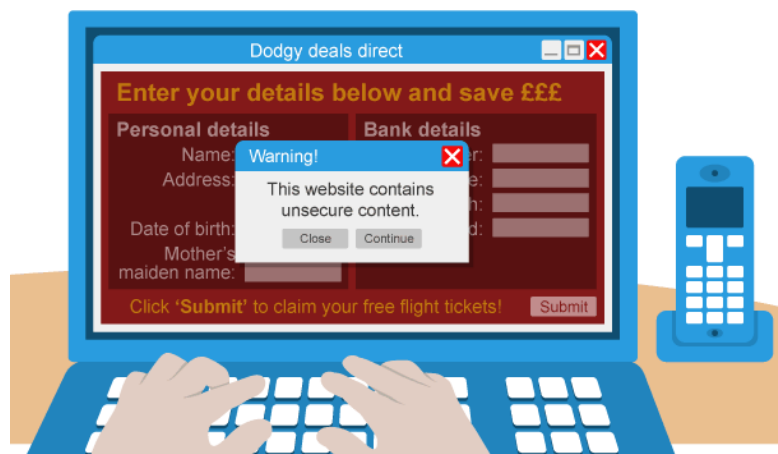 Dodgy deals direct
Enter your details below and save £££
Personal details
Bank details
Name:
Address:
Date of birth:
Mother's
maiden name:
Warning!
This website contains
unsecure content.
Close
Continue
Click ‘Submit’ to claim your free flight tickets!
Submit